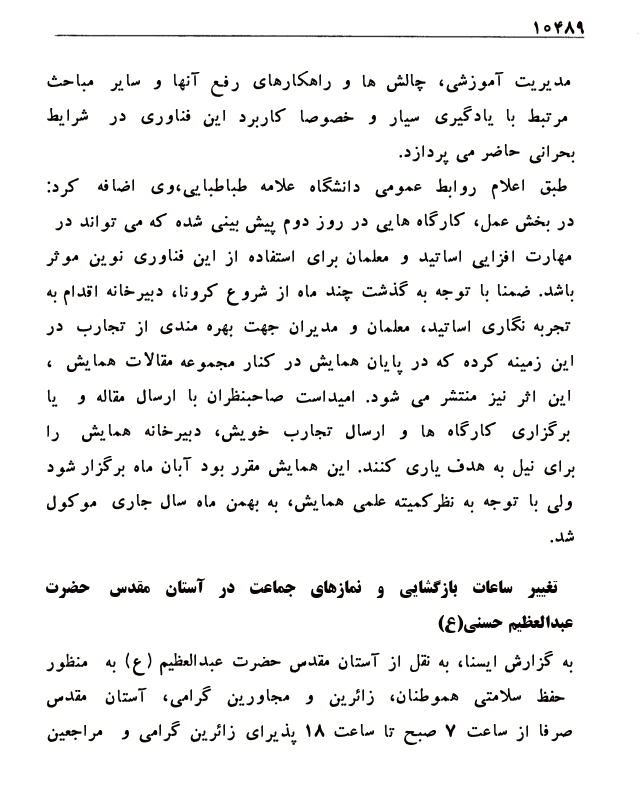 ۱۰۴۸۹
مدیریت آموزشی، چالش ها و راهکارهای رفع آنها و سایر مباحث
مرتبط با یادگیری سیار و خصوصا کاربرد این فناوری در شرایط
بحرانی حاضر می پردازد.
طبق اعلام روابط عمومی دانشگاه علامه طباطبایی،وی اضافه کرد:
در بخش عمل، کارگاه هایی در روز دوم پیش بینی شده که می تواند در
مهارت افزایی اساتید و معلمان برای استفاده از این فناوری نوین موثر
باشد. ضمنا با توجه به گذشت چند ماه از شروع کرونا، دبیرخانه اقدام به
تجربه نگاری اساتید، معلمان و مدیران جهت بهره مندی از تجارب در
این زمینه کرده که در پایان همایش در کنار مجموعه مقالات همایش ،
این اثر نیز منتشر می شود. امیداست صاحبنظران با ارسال مقاله و یا
برگزاری کارگاه ها و ارسال تجارب خویش، دبیرخانه همایش را
برای نیل به هدف یاری کنند. این همایش مقرر بود آبان ماه برگزار شود
ولی با توجه به نظرکمیته علمی همایش، به بهمن ماه سال جاری موکول
شد.
تغییر ساعات بازگشایی و نمازهای جماعت در آستان مقدس حضرت
عبدالعظیم حسنی(ع)
به گزارش ایسنا، به نقل از آستان مقدس حضرت عبدالعظیم (ع) به منظور
حفظ سلامتی هموطنان، زائرین و مجاورین گرامی، آستان مقدس
صرفا از ساعت ۷ صبح تا ساعت ۱۸ پذیرای زائرین گرامی و مراجعین